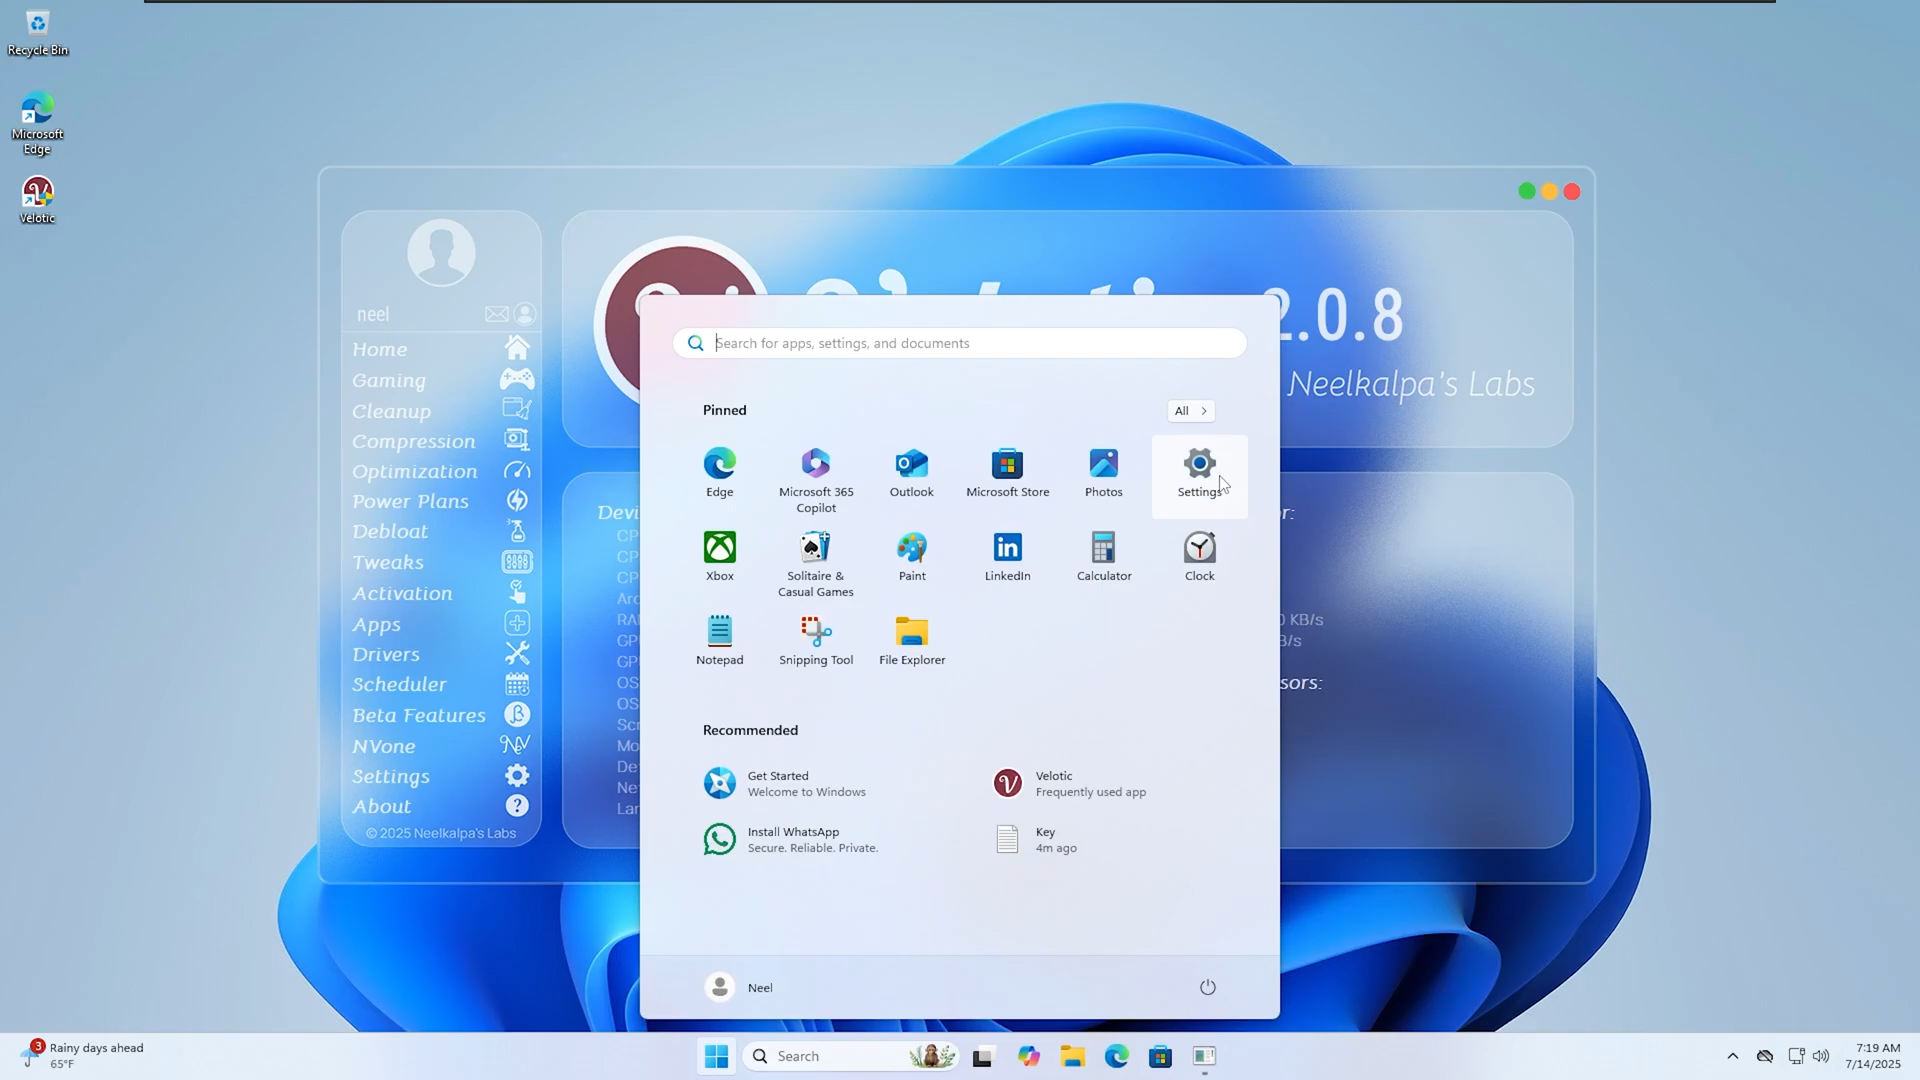 Recycle Bin
Microsoft
Edge
Velotic
neel
Home
Gaming
Cleanup
Compression
Optimization
Power Plans
Debloat
Tweaks
Activation
Apps
Drivers
Scheduler
Beta Features
NVone
Settings
About
© 2025 Neelkalpa's Labs
2.0.8
Neelkalpa's Labs
Devi
CP
CP
CP
Arc
RA
GP
GP
OS
OS
Scr
Mo
De
Ne
Lan
r:
0 KB/s
B/s
sors:
Search for apps, settings, and documents
Pinned
All
Edge
Microsoft 365
Copilot
Outlook
Microsoft Store
Photos
Settings
Xbox
Solitaire &
Casual Games
Paint
LinkedIn
Calculator
Clock
Notepad
Snipping Tool
File Explorer
Recommended
Get Started
Welcome to Windows
Velotic
Frequently used app
Install WhatsApp
Secure. Reliable. Private.
Key
4m ago
Neel
3
Rainy days ahead
65°F
Search
7:19 AM
7/14/2025